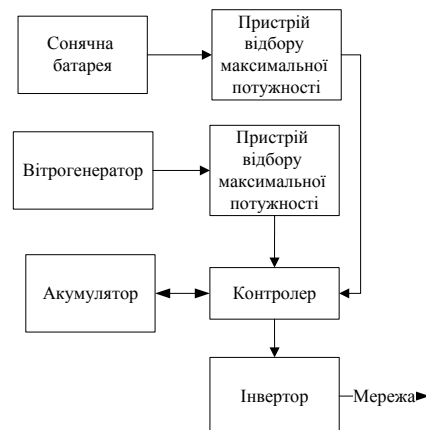 Сонячна
батарея
Пристрій
відбору
максимальної
потужності
Вітрогенератор
Пристрій
відбору
максимальної
потужності
Акумулятор
Контролер
Інвертор
Мережа